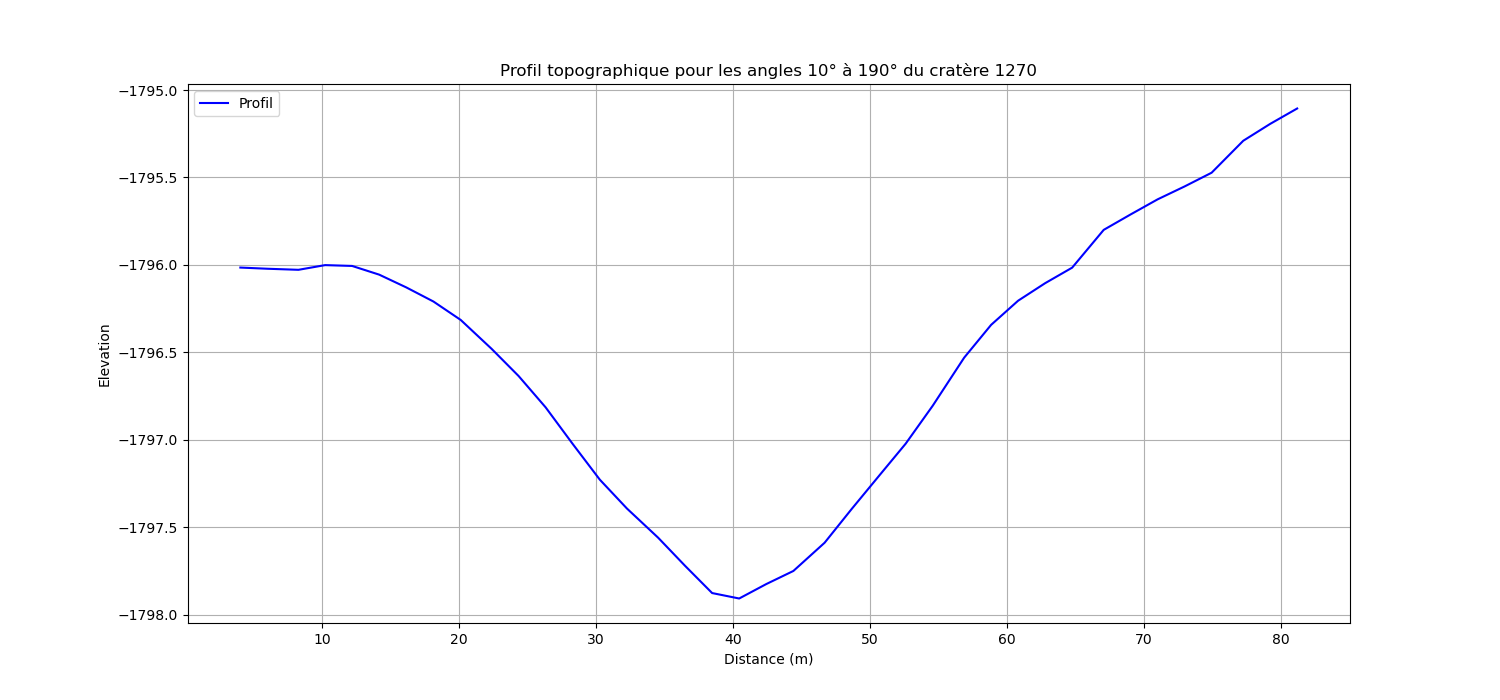 Profil topographique pour les angles 10° à 190° du cratère 1270
Profil
−1795.0
−1795.5
−1796.0
−1796.5
−1797.0
−1797.5
−1798.0
Elevation
10 20 30 40 50 60 70 80
Distance (m)